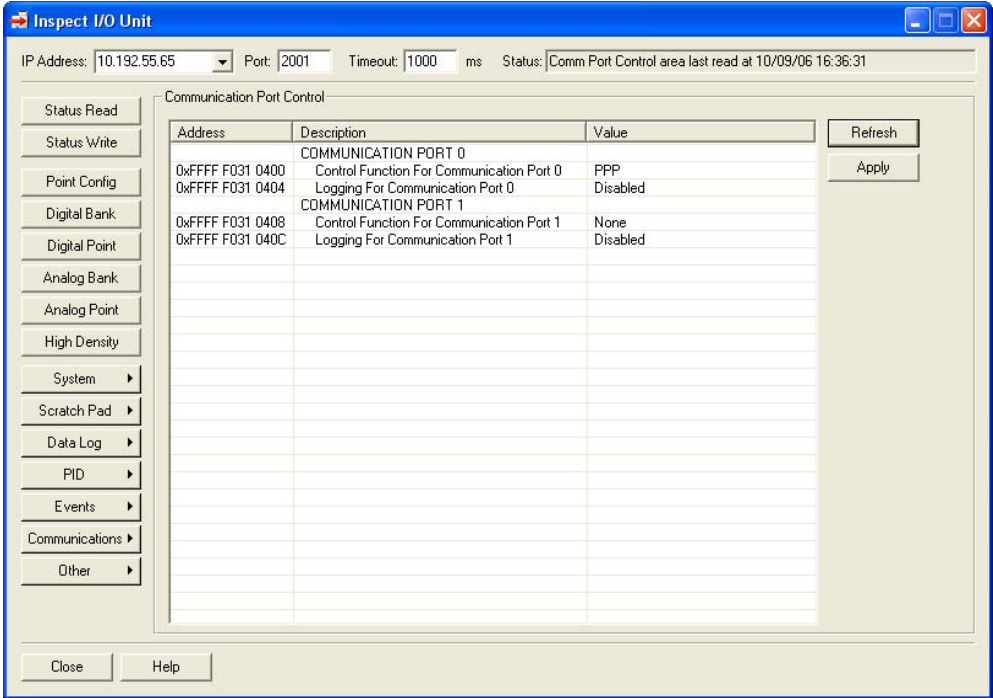 Inspect I/O Unit
IP Address: 10.192.55.65 Port: 2001 Timeout: 1000 ms Status: Comm Port Control area last read at 10/09/06 16:36:31
Status Read
Status Write
Point Config
Digital Bank
Digital Point
Analog Bank
Analog Point
High Density
System
Scratch Pad
Data Log
PID
Events
Communications
Other
Communication Port Control
Address Description Value
COMMUNICATION PORT 0
0xFFFF F031 0400 Control Function For Communication Port 0 PPP
0xFFFF F031 0404 Logging For Communication Port 0 Disabled
COMMUNICATION PORT 1
0xFFFF F031 0408 Control Function For Communication Port 1 None
0xFFFF F031 040C Logging For Communication Port 1 Disabled
Refresh
Apply
Close Help